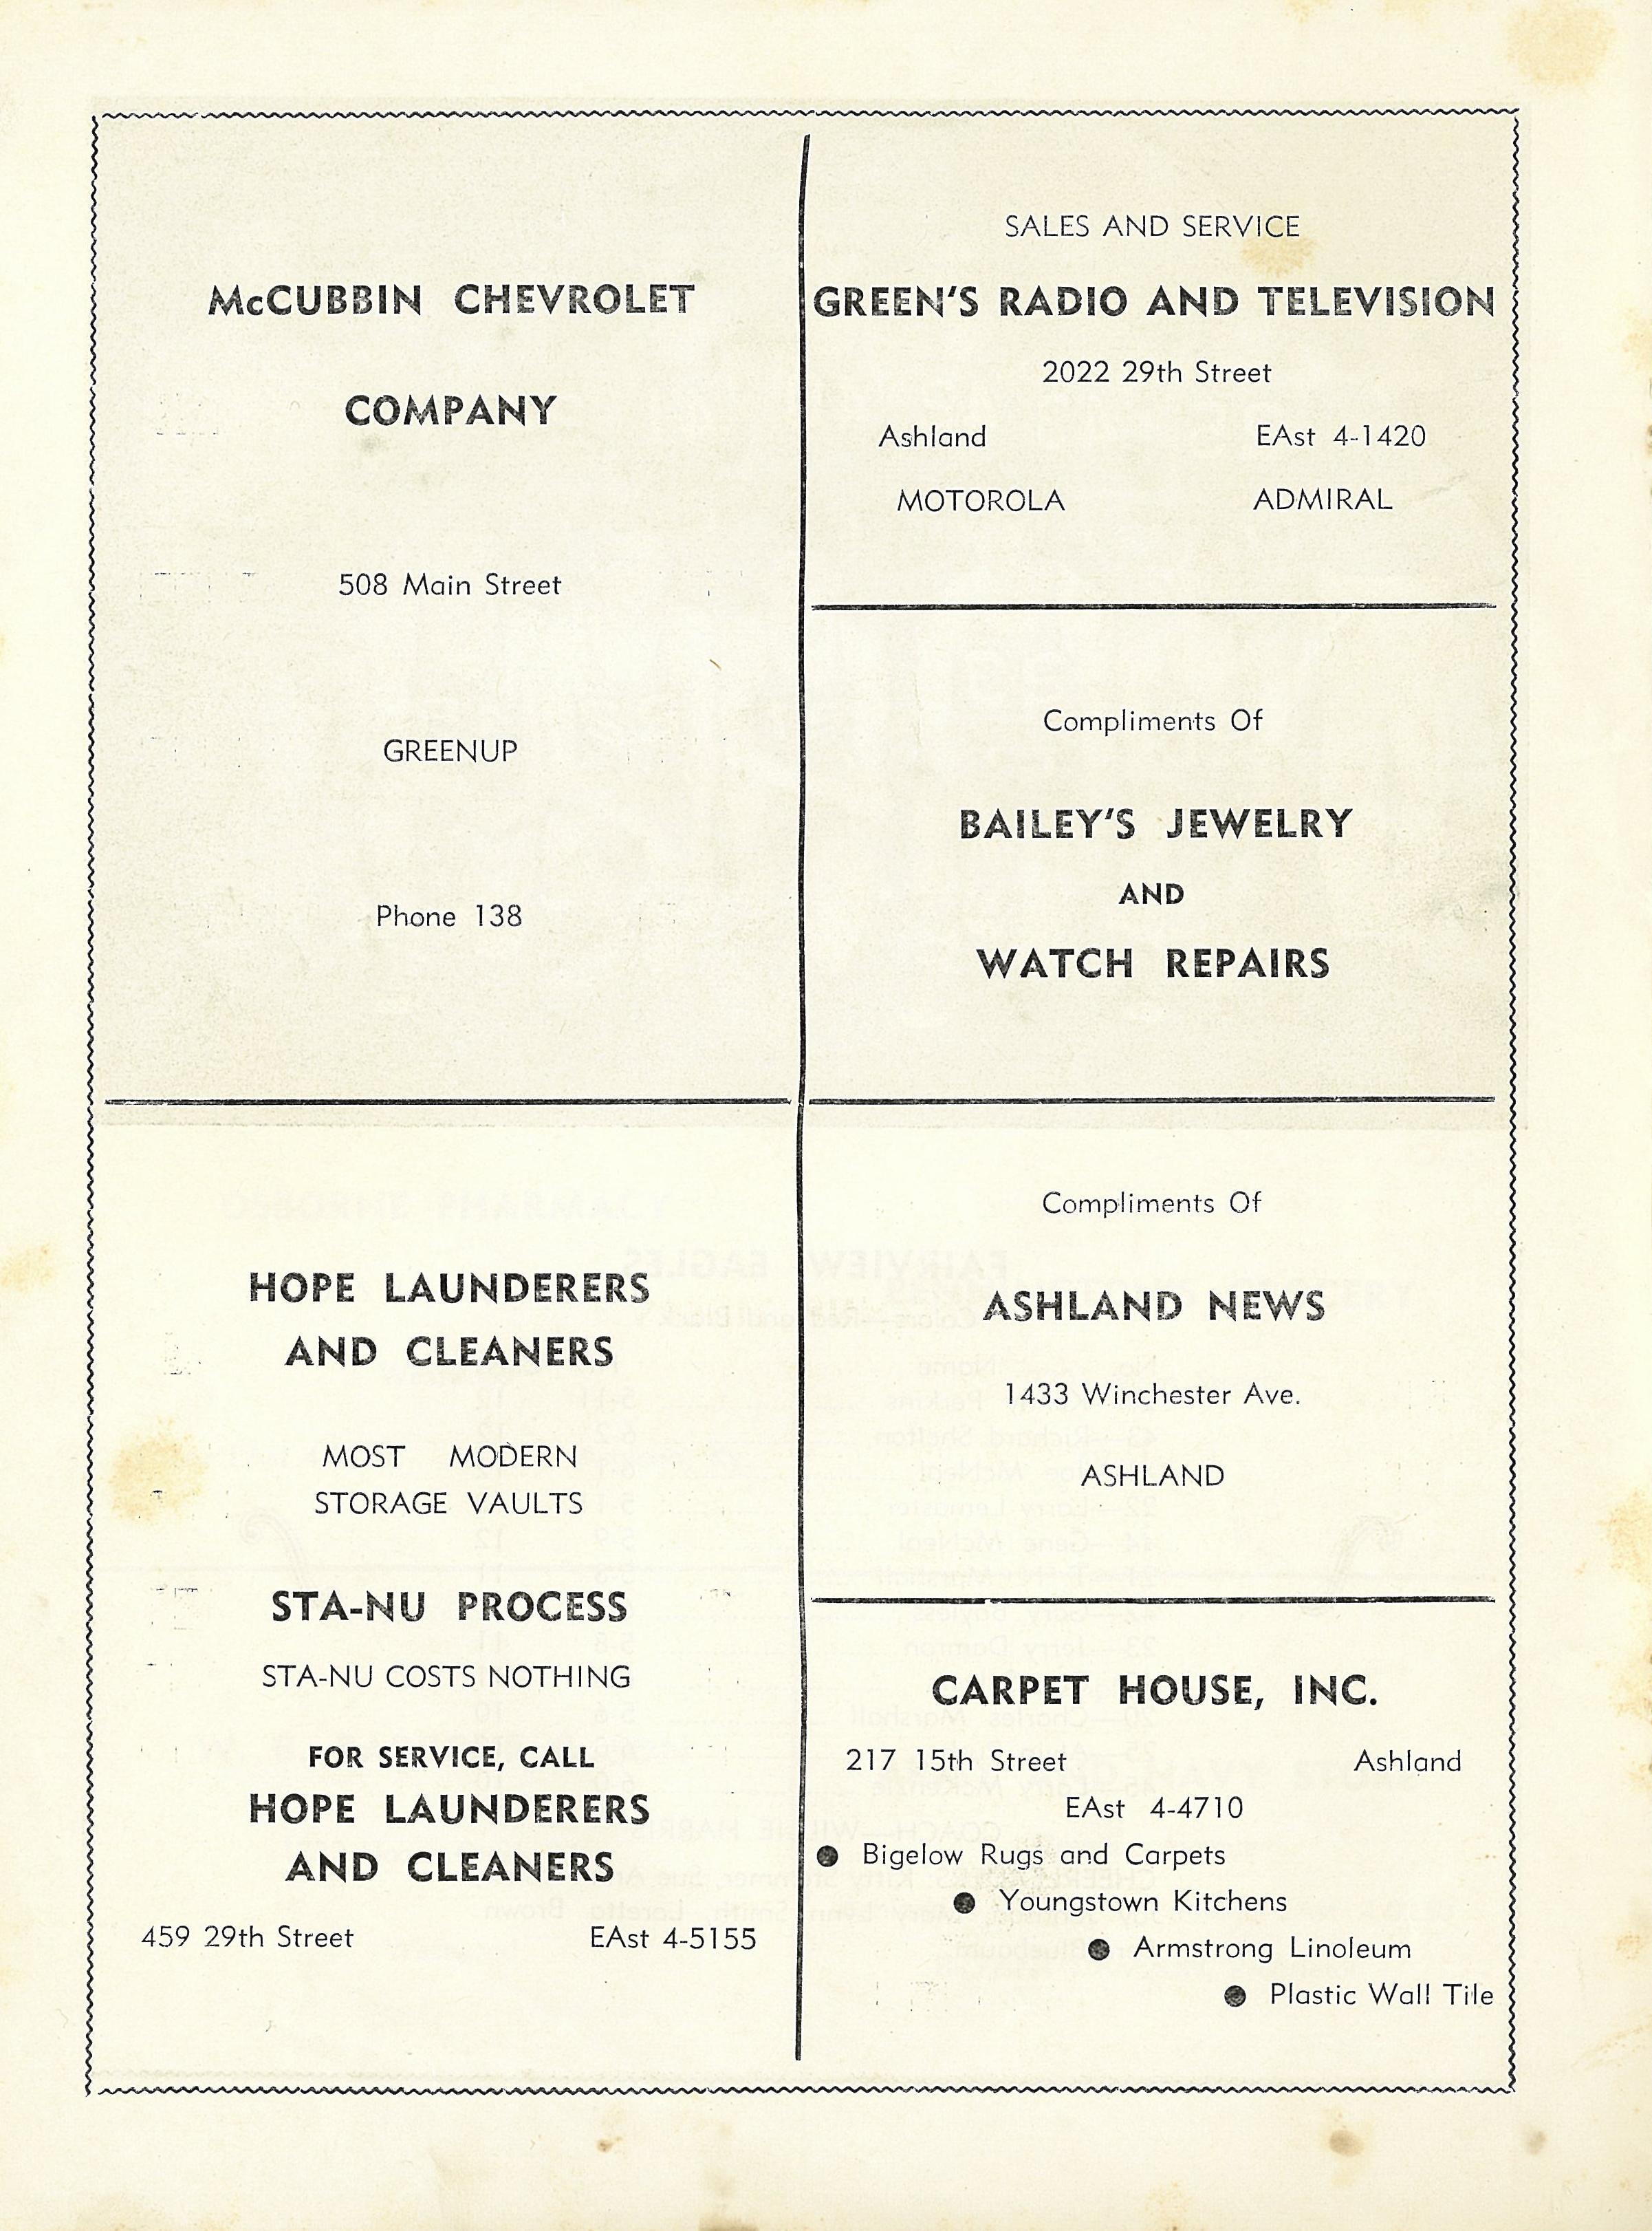 McCUBBIN CHEVROLET
COMPANY
508 Main Street
GREENUP
Phone 138
HOPE LAUNDERERS
AND CLEANERS
MOST MODERN
STORAGE VAULTS
STA-NU PROCESS
STA-NU COSTS NOTHING
FOR SERVICE, CALL
HOPE LAUNDERERS
AND CLEANERS
459 29th Street EAst 4-5155
SALES AND SERVICE
GREEN'S RADIO AND TELEVISION
2022 29th Street
Ashland EAst 4-1420
MOTOROLA ADMIRAL
Compliments Of
BAILEY'S JEWELRY
AND
WATCH REPAIRS
Compliments Of
ASHLAND NEWS
1433 Winchester Ave.
ASHLAND
CARPET HOUSE, INC.
217 15th Street Ashland
EAst 4-4710
● Bigelow Rugs and Carpets
● Youngstown Kitchens
● Armstrong Linoleum
● Plastic Wall Tile